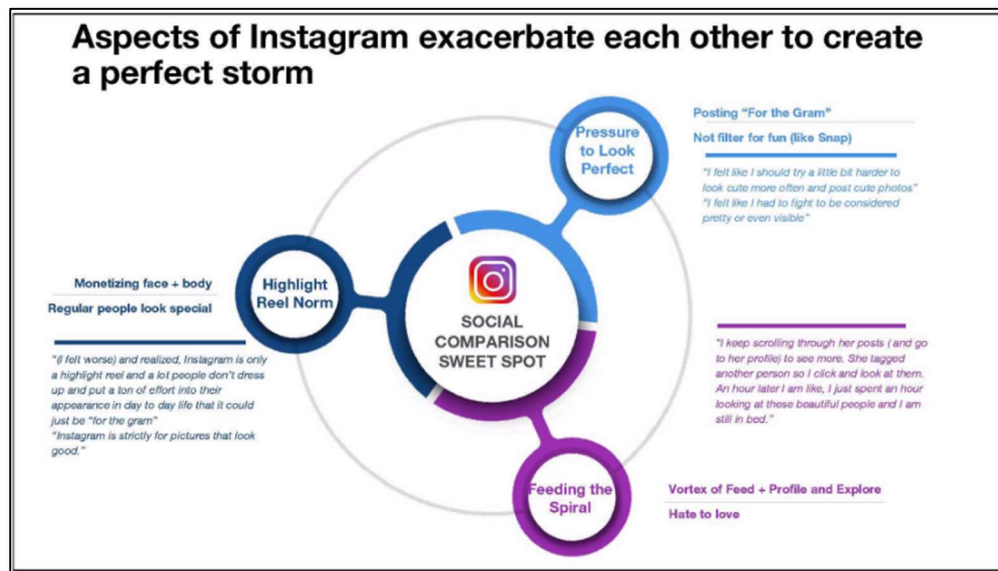 Aspects of Instagram exacerbate each other to create
a perfect storm
Pressure
to Look
Perfect
Posting "For the Gram"
Not filter for fun (like Snap)
"I felt like I should try a little bit harder to
look cute more often and post cute photos"
"I felt like I had to fight to be considered
pretty or even visible"
Highlight
Reel Norm
Monetizing face + body
Regular people look special
"(I felt worse) and realized, Instagram is only
a highlight reel and a lot people don't dress
up and put a ton of effort into their
appearance in day to day life that it could
just be "for the gram"
"Instagram is strictly for pictures that look
good."
SOCIAL
COMPARISON
SWEET SPOT
"I keep scrolling through her posts ( and go
to her profile) to see more. She tagged
another person so I click and look at them.
An hour later I am like, I just spent an hour
looking at these beautiful people and I am
still in bed."
Feeding the
Spiral
Vortex of Feed + Profile and Explore
Hate to love